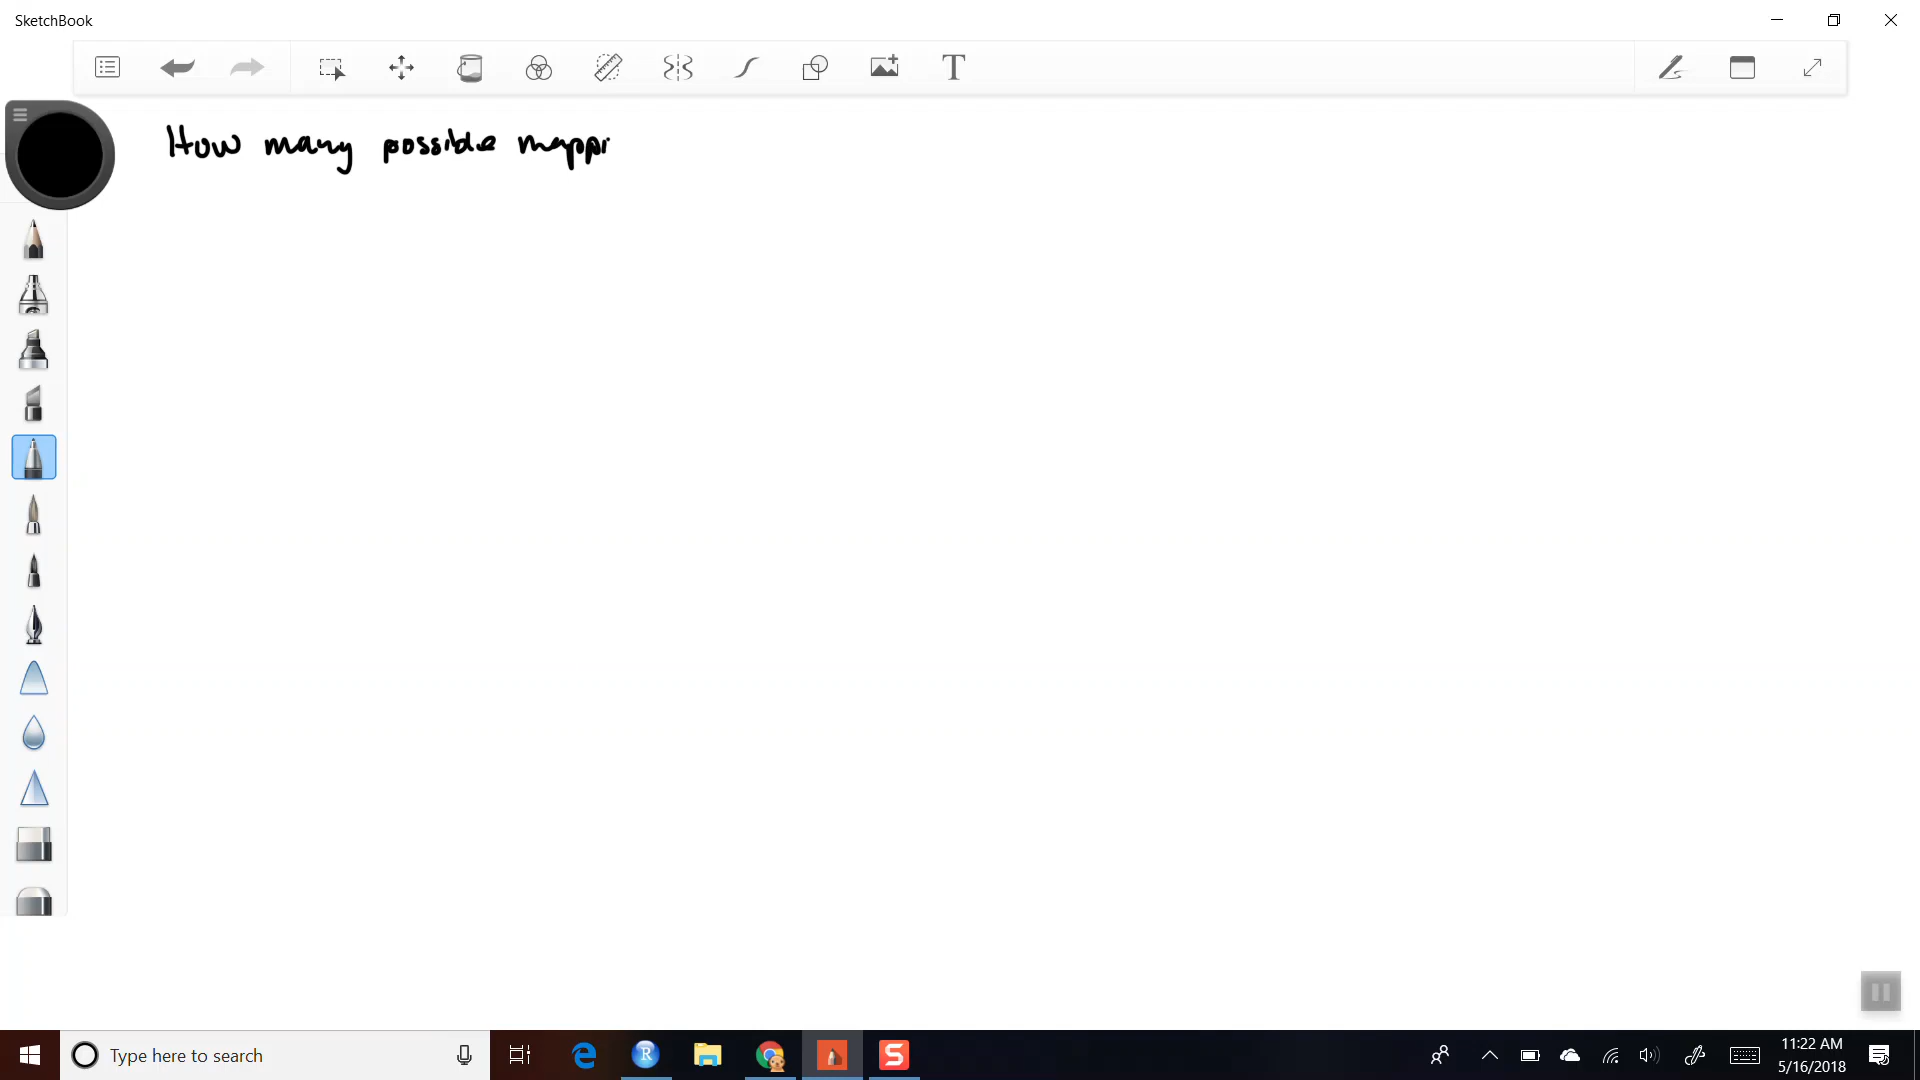 SketchBook
T
How many possible mappi
Type here to search
11:22 AM
5/16/2018